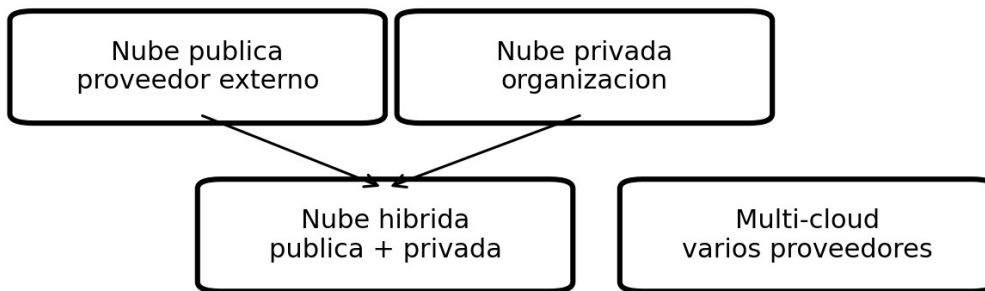 Nube publica
proveedor externo
Nube privada
organizacion
Nube hibrida
publica + privada
Multi-cloud
varios proveedores